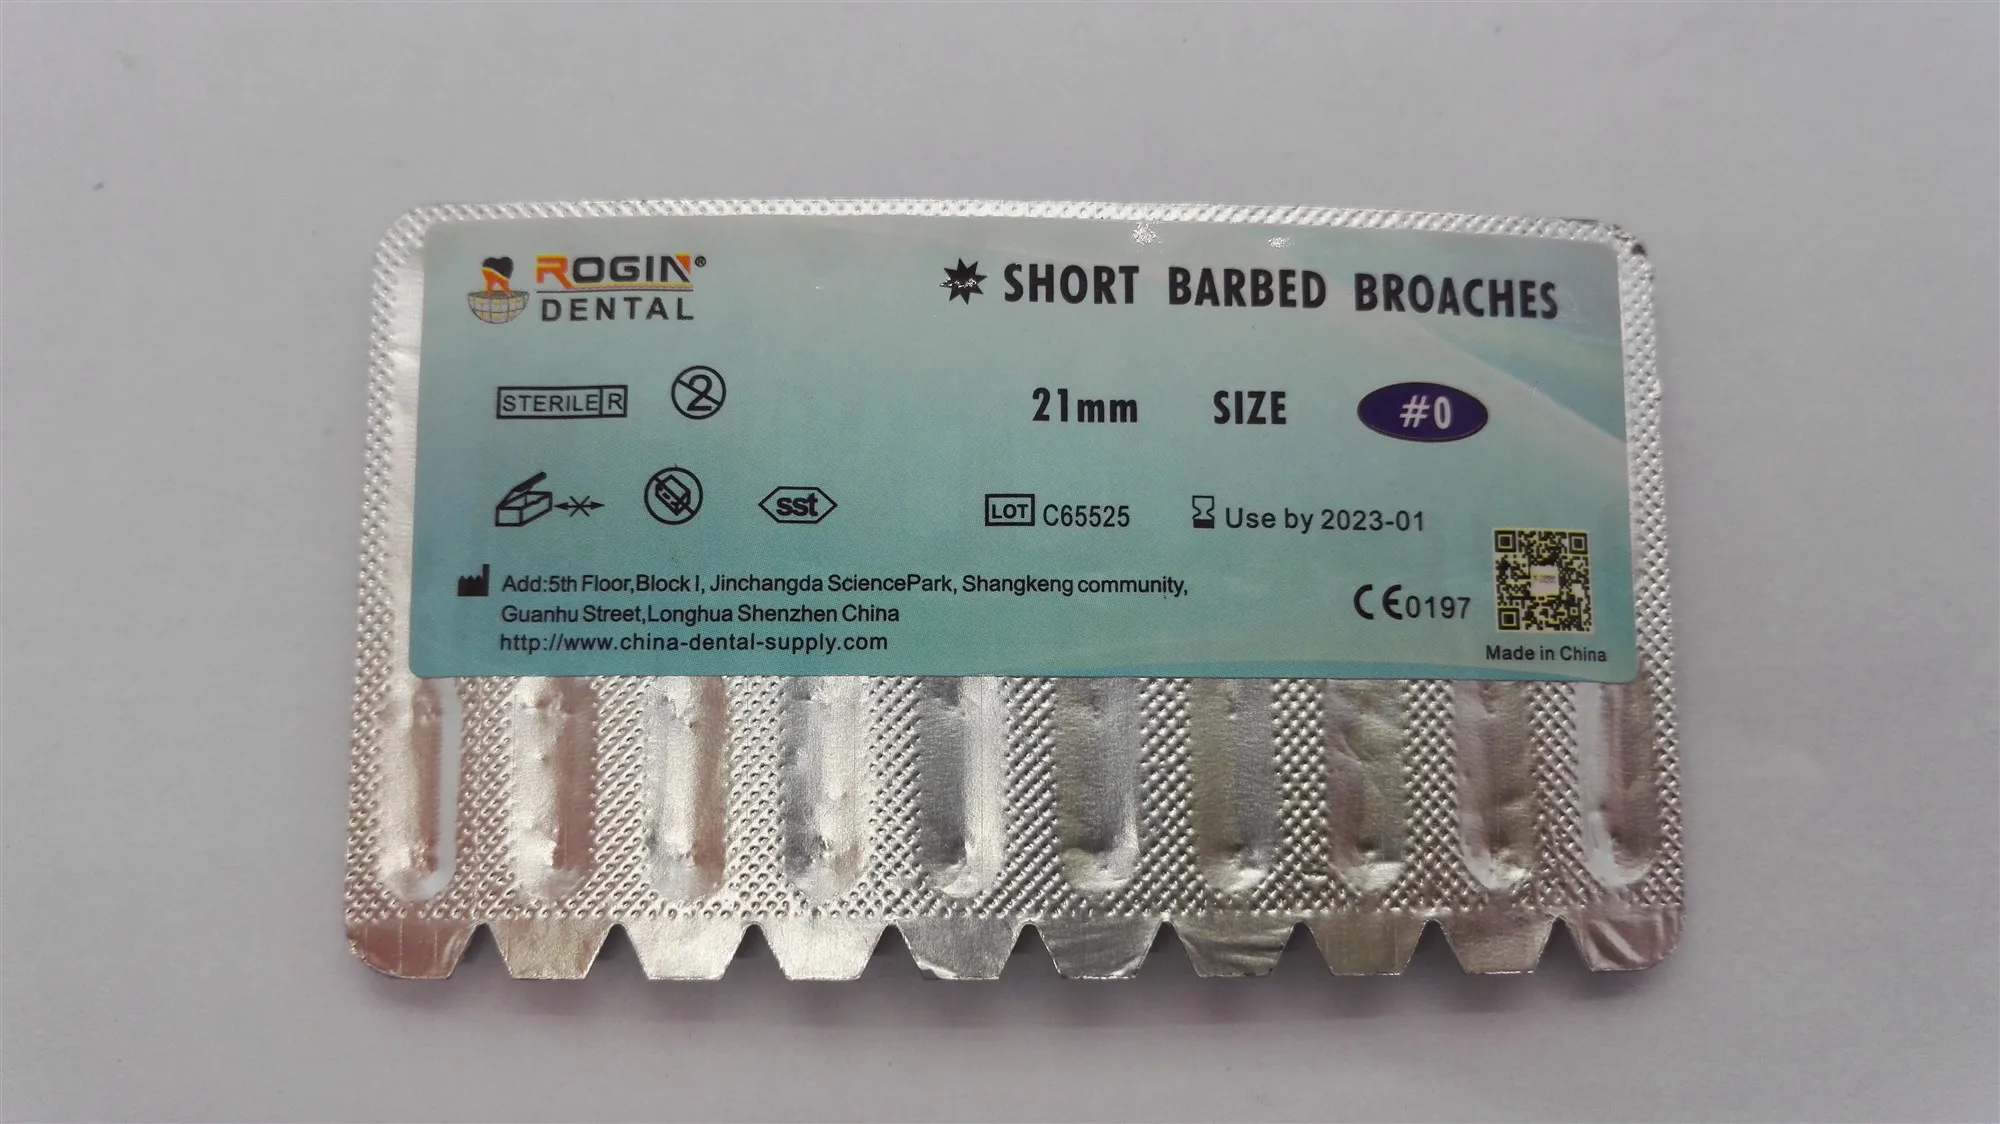 ROGIN®
DENTAL
SHORT BARBED BROACHES
STERILE R
2
21mm SIZE #0
sst
LOT C65525
Use by 2023-01
Add:5th Floor,Block I, Jinchangda SciencePark, Shangkeng community,
Guanhu Street,Longhua Shenzhen China
http://www.china-dental-supply.com
CE0197
Made in China